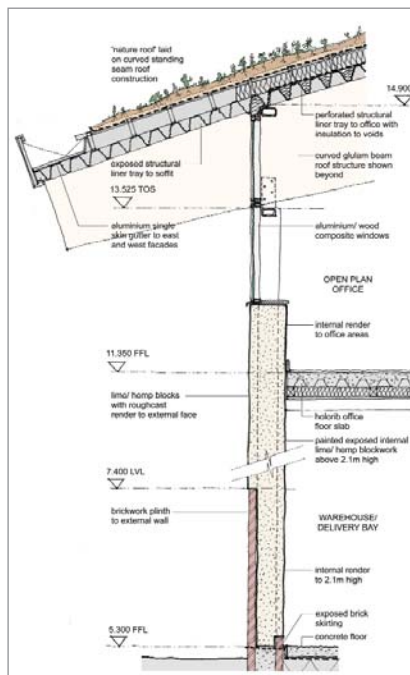 'nature roof' laid
on curved standing
seam roof
construction
14.900
perforated structural
liner tray to office with
insulation to voids
exposed structural
liner tray to soffit
curved glulam beam
roof structure shown
beyond
13.525 TOS
aluminium single
skin gutter to east
and west facades
aluminium/ wood
composite windows
OPEN PLAN
OFFICE
internal render
to office areas
11.350 FFL
lime/ hemp blocks
with roughcast
render to external face
holorib office
floor slab
painted exposed internal
lime/ hemp blockwork
above 2.1m high
7.400 LVL
brickwork plinth
to external wall
WAREHOUSE/
DELIVERY BAY
internal render
to 2.1m high
exposed brick
skirting
5.300 FFL
concrete floor